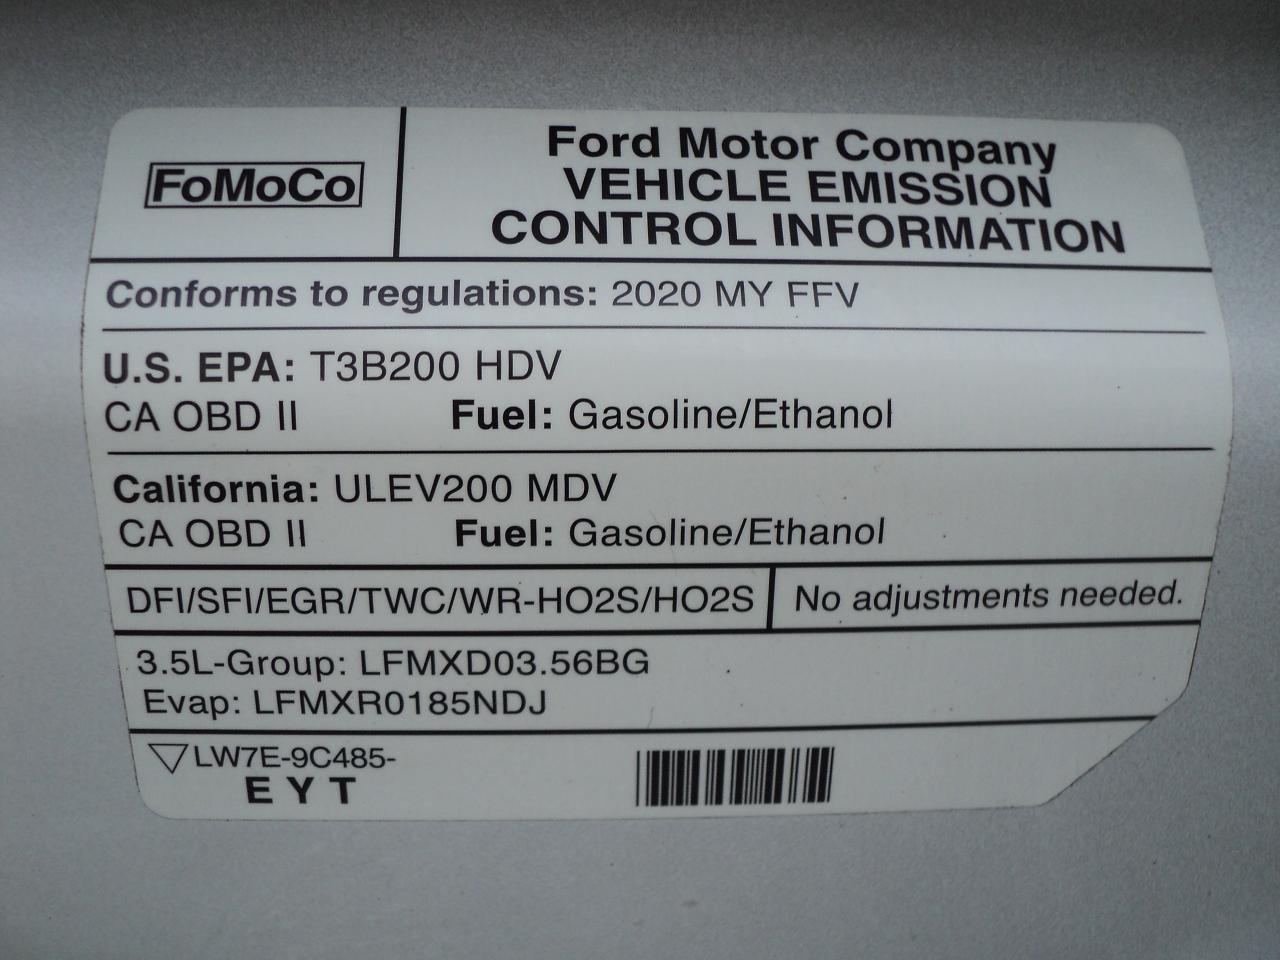 FoMoCo
Ford Motor Company
VEHICLE EMISSION
CONTROL INFORMATION
Conforms to regulations: 2020 MY FFV
U.S. EPA: T3B200 HDV
CA OBD II Fuel: Gasoline/Ethanol
California: ULEV200 MDV
CA OBD II Fuel: Gasoline/Ethanol
DFI/SFI/EGR/TWC/WR-HO2S/HO2S
No adjustments needed.
3.5L-Group: LFMXD03.56BG
Evap: LFMXR0185NDJ
LW7E-9C485-
E Y T